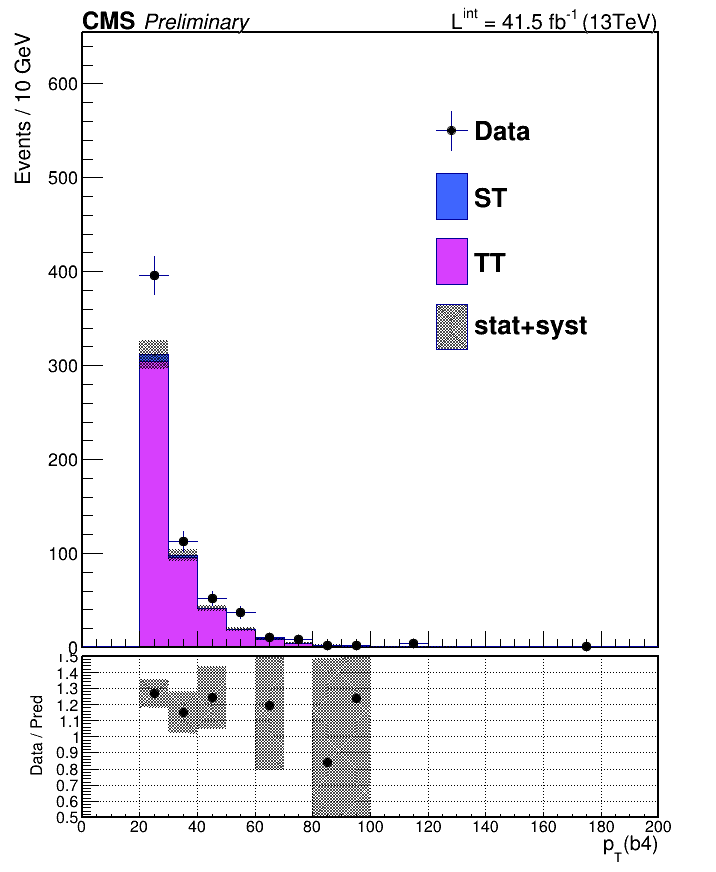 CMS Preliminary L^int = 41.5 fb^-1 (13TeV)
Events / 10 GeV
600
500
400
300
200
100
0
Data
ST
TT
stat+syst
Data / Pred
1.5
1.4
1.3
1.2
1.1
1
0.9
0.8
0.7
0.6
0.5
0 20 40 60 80 100 120 140 160 180 200
p_T(b4)